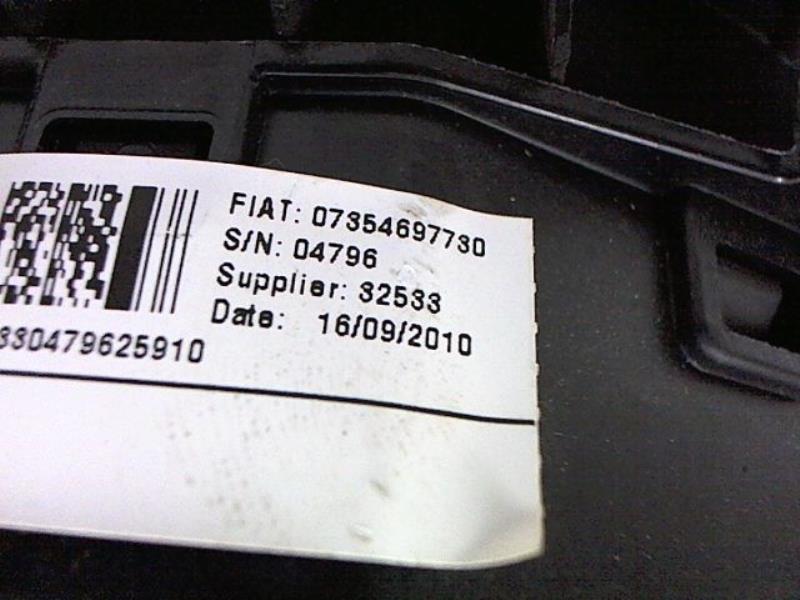 FIAT: 07354697730
S/N: 04796
Supplier: 32533
Date: 16/09/2010
330479625910